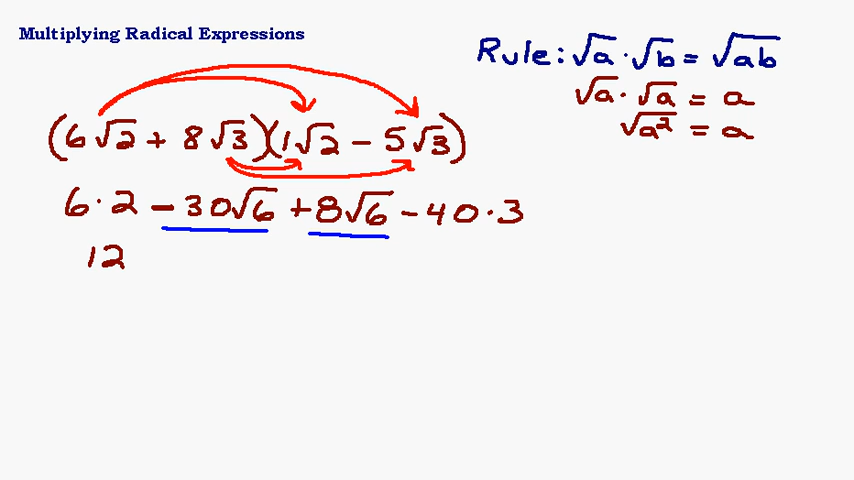 Multiplying Radical Expressions
Rule: √a · √b = √ab
√a · √a = a
√a² = a
(6√2 + 8√3)(1√2 - 5√3)
6 · 2 - 30√6 + 8√6 - 40 · 3
12